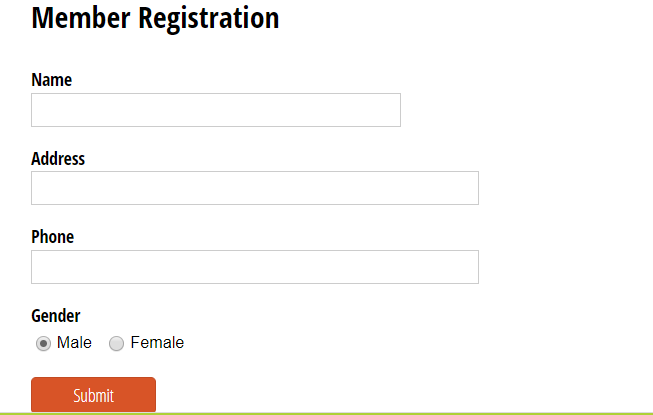 Member Registration
Name
Address
Phone
Gender
Male Female
Submit